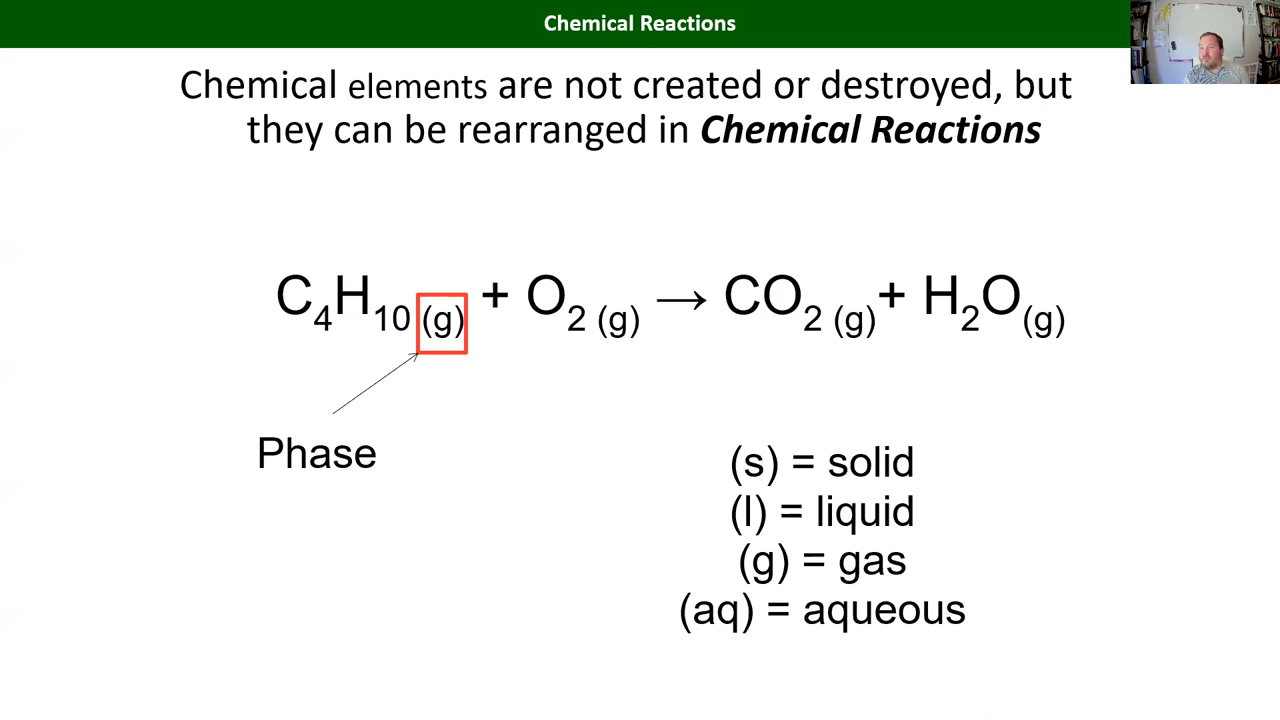 Chemical Reactions
Chemical elements are not created or destroyed, but
they can be rearranged in Chemical Reactions
C₄H₁₀ (g) + O₂ (g) → CO₂ (g) + H₂O(g)
Phase
(s) = solid
(l) = liquid
(g) = gas
(aq) = aqueous